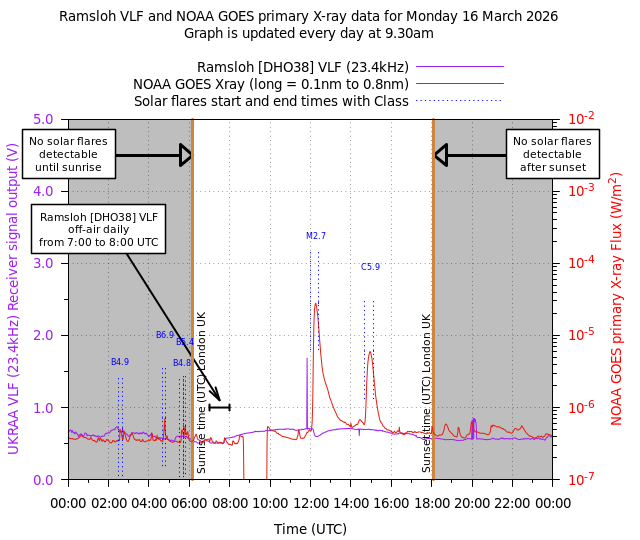 Ramsloh VLF and NOAA GOES primary X-ray data for Monday 16 March 2026
Graph is updated every day at 9.30am
Ramsloh [DHO38] VLF (23.4kHz)
NOAA GOES Xray (long = 0.1nm to 0.8nm)
Solar flares start and end times with Class
5.0
4.0
3.0
2.0
1.0
0.0
UKRAA VLF (23.4kHz) Receiver signal output (V)
No solar flares
detectable
until sunrise
Ramsloh [DHO38] VLF
off-air daily
from 7:00 to 8:00 UTC
No solar flares
detectable
after sunset
B4.9
B6.9
B4.8
M2.7
C5.9
Sunrise time (UTC) London UK
Sunset time (UTC) London UK
10⁻²
10⁻³
10⁻⁴
10⁻⁵
10⁻⁶
10⁻⁷
NOAA GOES primary X-ray Flux (W/m²)
00:00 02:00 04:00 06:00 08:00 10:00 12:00 14:00 16:00 18:00 20:00 22:00 00:00
Time (UTC)